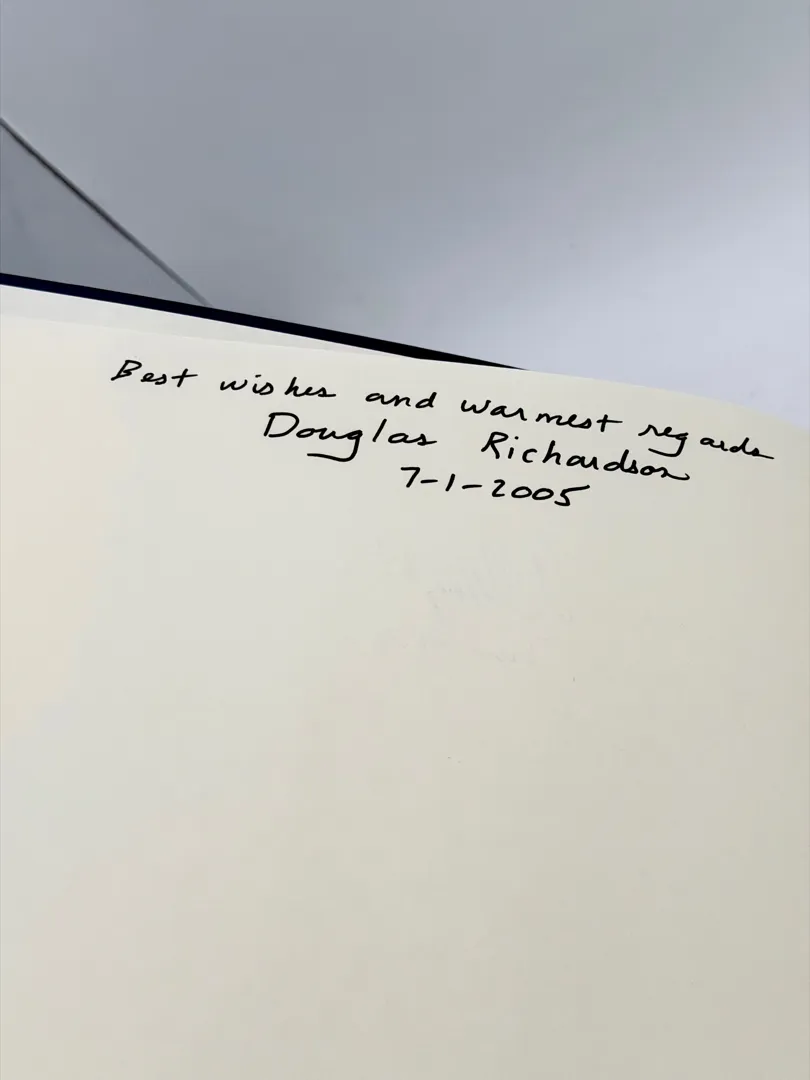 Best wishes and warmest regards
Douglas Richardson
7-1-2005